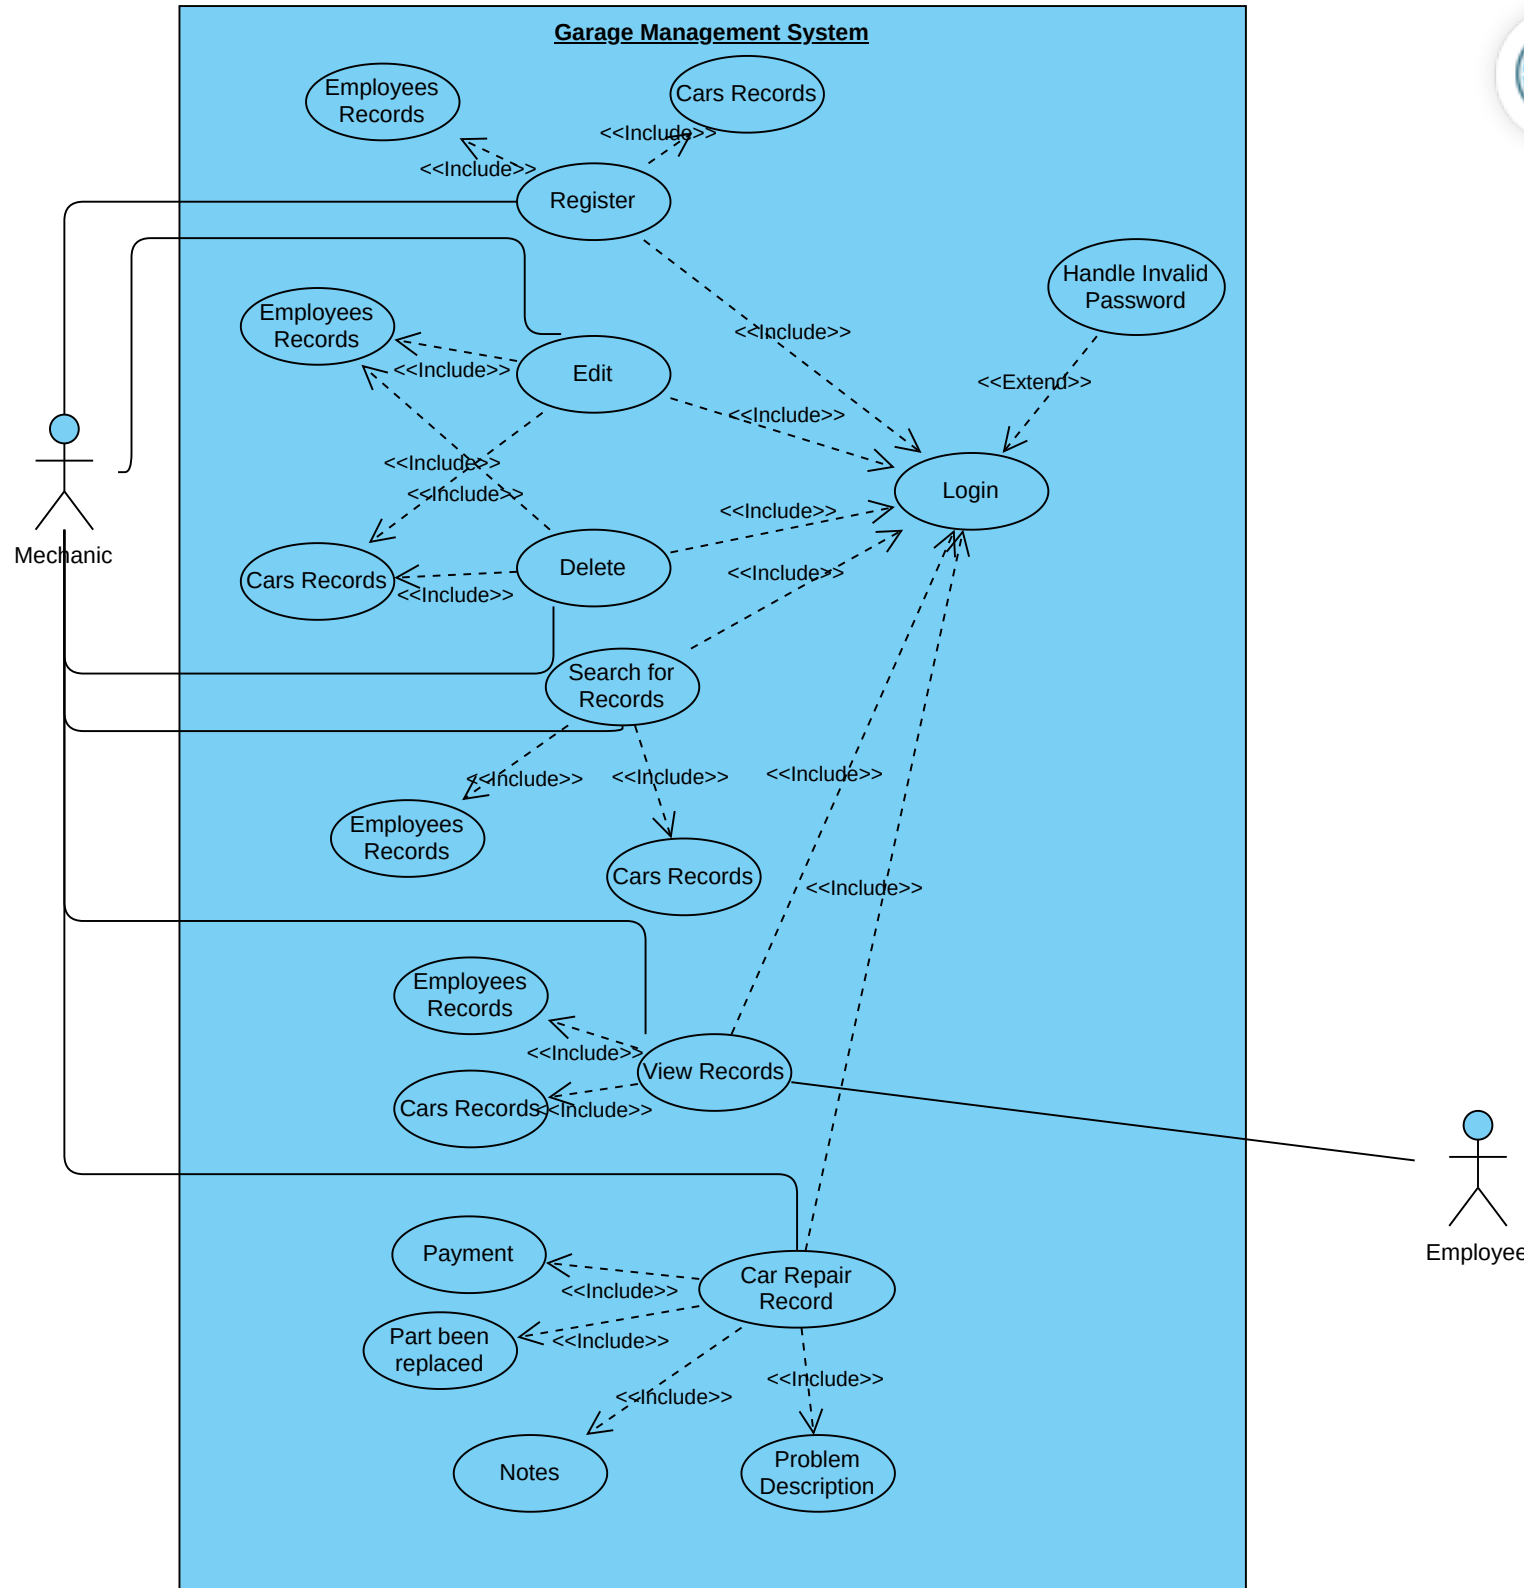 Garage Management System
Employees
Records
Cars Records
<<Include>>
<<Include>>
Register
Handle Invalid
Password
Employees
Records
<<Include>>
<<Include>>
Edit
<<Extend>>
<<Include>>
<<Include>>
Login
<<Include>>
<<Include>>
Mechanic
Cars Records
Delete
<<Include>>
<<Include>>
Search for
Records
<<Include>>
<<Include>>
<<Include>>
Employees
Records
Cars Records
<<Include>>
Employees
Records
<<Include>>
View Records
Cars Records
<<Include>>
Payment
Employee
Car Repair
Record
<<Include>>
Part been
replaced
<<Include>>
<<Include>>
<<Include>>
Notes
Problem
Description